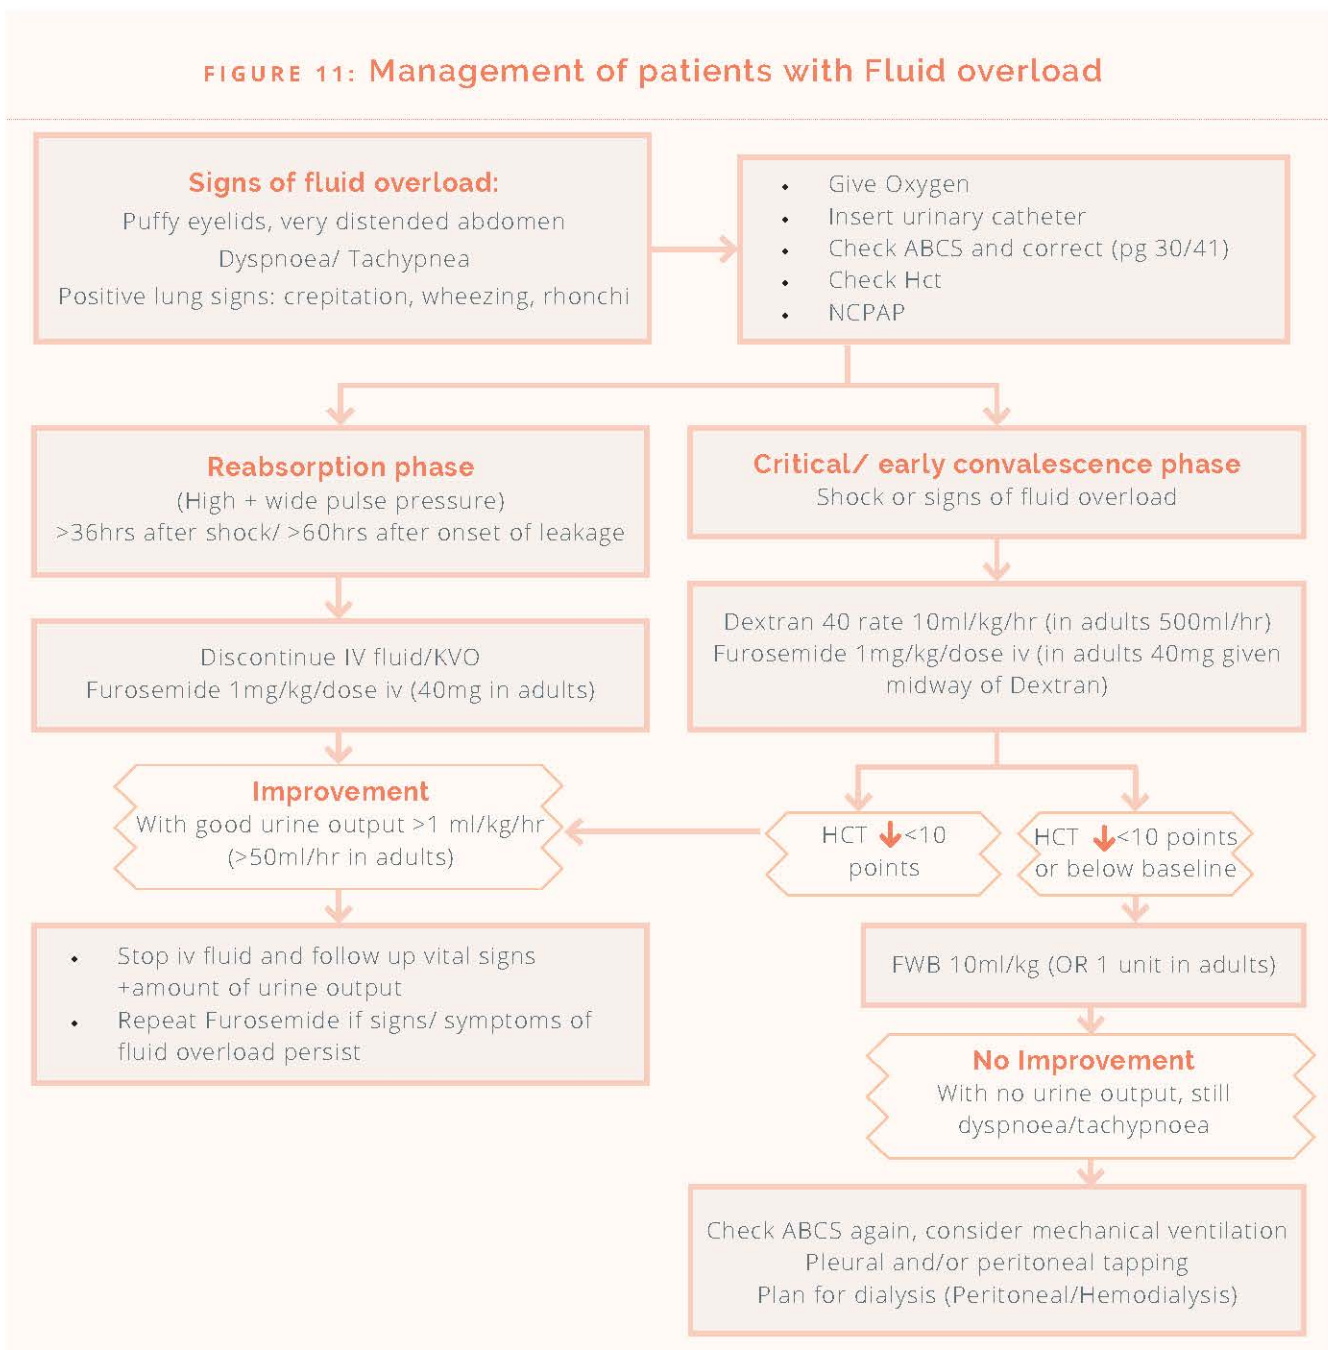 FIGURE 11: Management of patients with Fluid overload
Signs of fluid overload:
Puffy eyelids, very distended abdomen
Dyspnoea/ Tachypnea
Positive lung signs: crepitation, wheezing, rhonchi
• Give Oxygen
• Insert urinary catheter
• Check ABCS and correct (pg 30/41)
• Check Hct
• NCPAP
Reabsorption phase
(High + wide pulse pressure)
>36hrs after shock/ >60hrs after onset of leakage
Critical/ early convalescence phase
Shock or signs of fluid overload
Discontinue IV fluid/KVO
Furosemide 1mg/kg/dose iv (40mg in adults)
Dextran 40 rate 10ml/kg/hr (in adults 500ml/hr)
Furosemide 1mg/kg/dose iv (in adults 40mg given
midway of Dextran)
Improvement
With good urine output >1 ml/kg/hr
(>50ml/hr in adults)
HCT ↓<10
points
HCT ↓<10 points
or below baseline
• Stop iv fluid and follow up vital signs
+amount of urine output
• Repeat Furosemide if signs/ symptoms of
fluid overload persist
FWB 10ml/kg (OR 1 unit in adults)
No Improvement
With no urine output, still
dyspnoea/tachypnoea
Check ABCS again, consider mechanical ventilation
Pleural and/or peritoneal tapping
Plan for dialysis (Peritoneal/Hemodialysis)